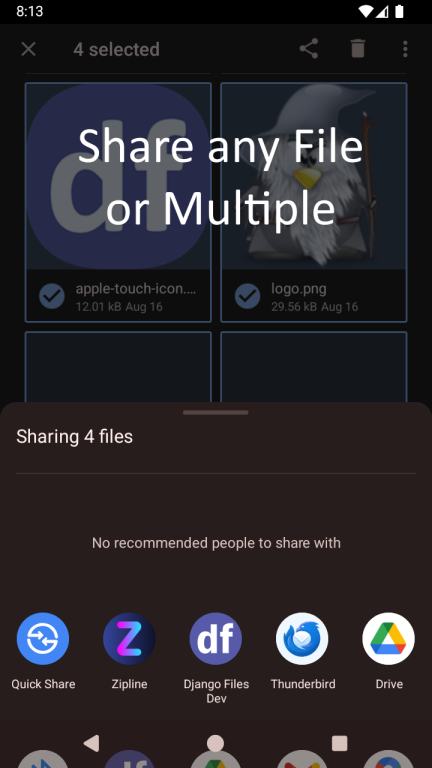 8:13
4 selected
df
Share any File
or Multiple
apple-touch-icon....
12.01 kB Aug 16
logo.png
29.56 kB Aug 16
Sharing 4 files
No recommended people to share with
Z
df
Quick Share
Zipline
Django Files
Dev
Thunderbird
Drive